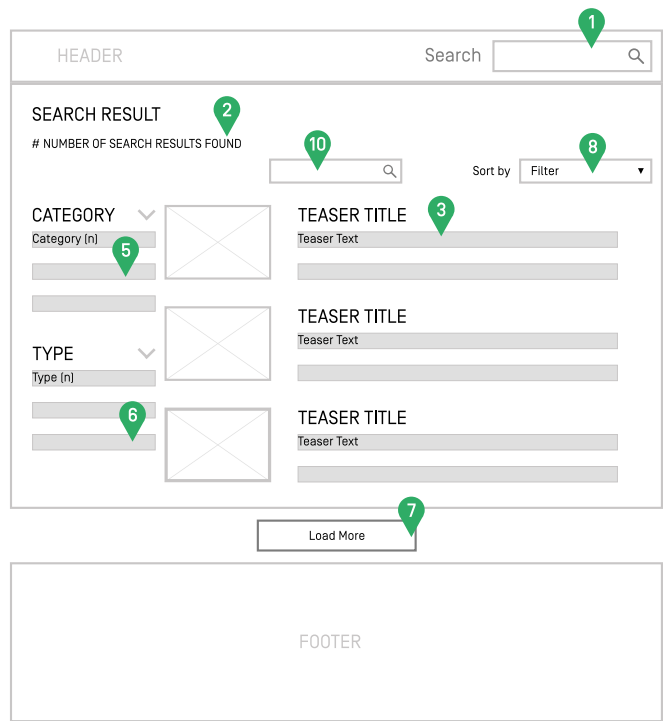 1
HEADER
Search
SEARCH RESULT
2
# NUMBER OF SEARCH RESULTS FOUND
10
8
Sort by
Filter
CATEGORY
Category (n)
5
TEASER TITLE
3
Teaser Text
TEASER TITLE
Teaser Text
TYPE
Type (n)
6
TEASER TITLE
Teaser Text
7
Load More
FOOTER